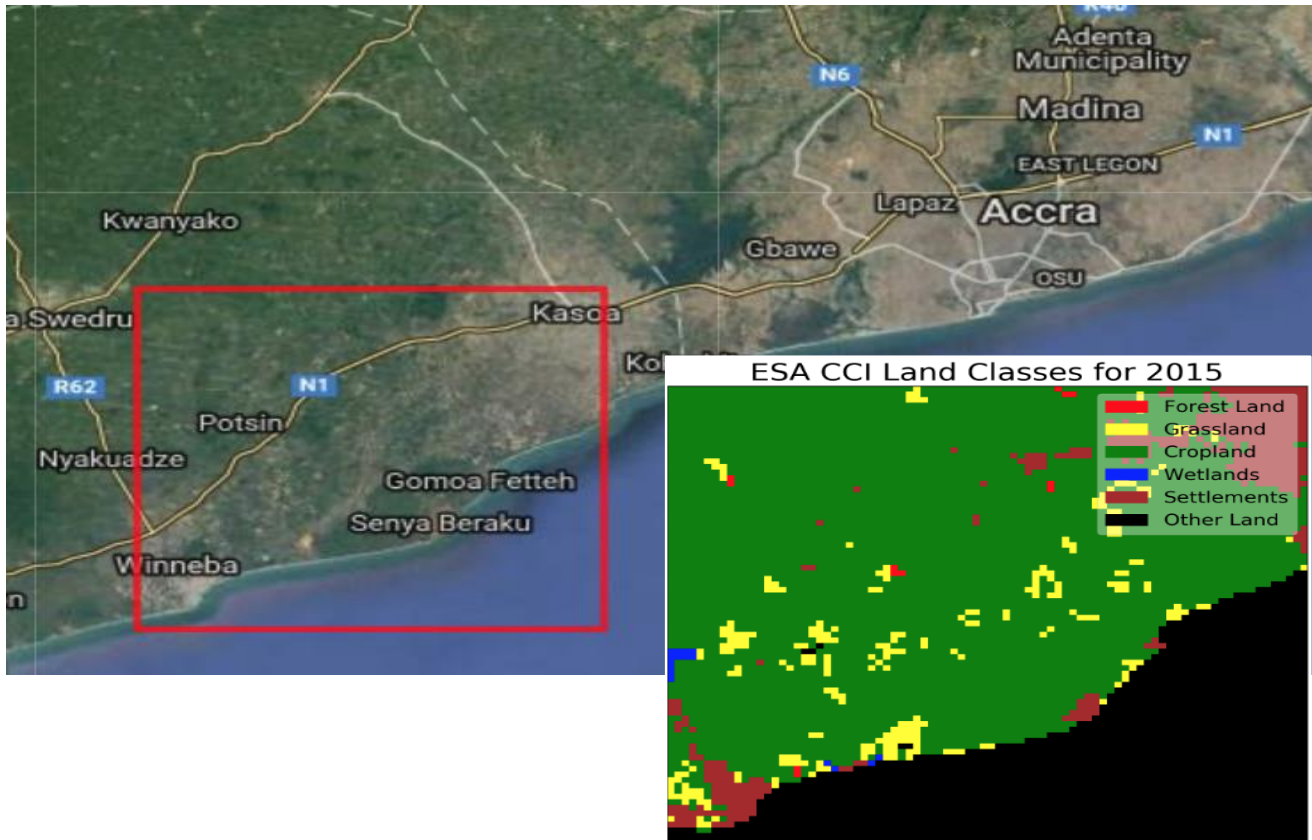 R40
Adenta
Municipality
N6
Madina
N1
EAST LEGON
Kwanyako
Lapaz
Accra
Gbawe
OSU
Kasoa
a Swedru
R62
N1
Potsin
Nyakuadze
Gomoa Fetteh
Senya Beraku
Winneba
n
ESA CCI Land Classes for 2015
Forest Land
Grassland
Cropland
Wetlands
Settlements
Other Land